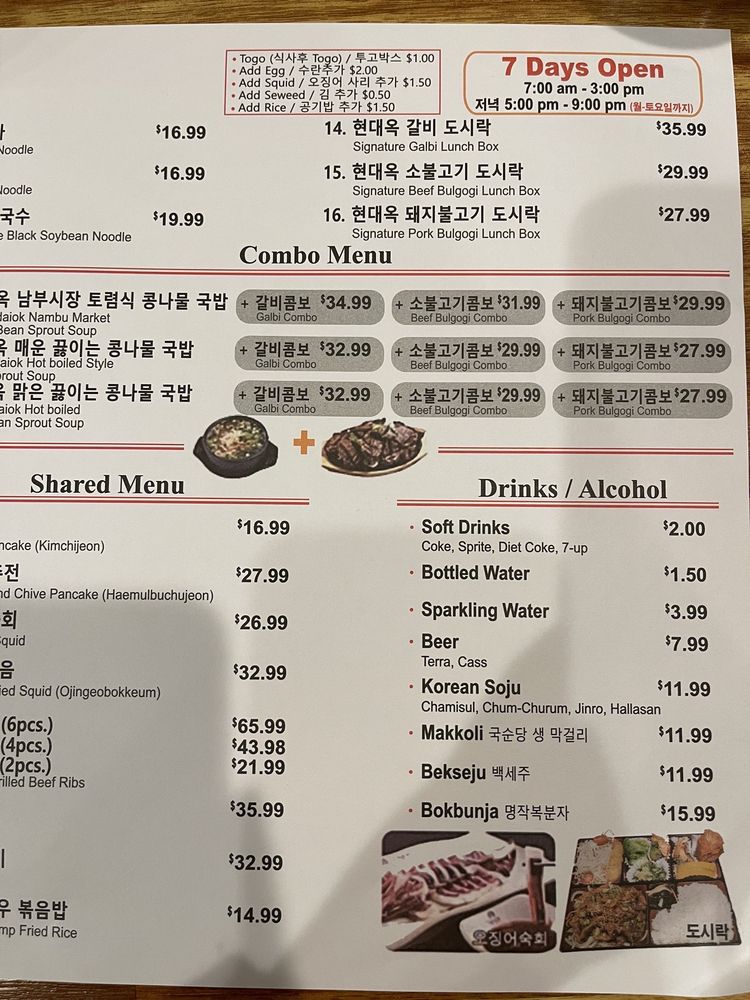 • Togo (식사후 Togo) / 투고박스 $1.00
• Add Egg / 수란추가 $2.00
• Add Squid / 오징어 사리 추가 $1.50
• Add Seweed / 김 추가 $0.50
• Add Rice / 공기밥 추가 $1.50
7 Days Open
7:00 am - 3:00 pm
저녁 5:00 pm - 9:00 pm (월-토요일까지)
$16.99
Noodle
$16.99
Noodle
국수 $19.99
Black Soybean Noodle
14. 현대옥 갈비 도시락 $35.99
Signature Galbi Lunch Box
15. 현대옥 소불고기 도시락 $29.99
Signature Beef Bulgogi Lunch Box
16. 현대옥 돼지불고기 도시락 $27.99
Signature Pork Bulgogi Lunch Box
Combo Menu
옥 남부시장 토렴식 콩나물 국밥 + 갈비콤보 $34.99 + 소불고기콤보 $31.99 + 돼지불고기콤보 $29.99
daiok Nambu Market Galbi Combo Beef Bulgogi Combo Pork Bulgogi Combo
Bean Sprout Soup
옥 매운 끓이는 콩나물 국밥 + 갈비콤보 $32.99 + 소불고기콤보 $29.99 + 돼지불고기콤보 $27.99
aiok Hot boiled Style Galbi Combo Beef Bulgogi Combo Pork Bulgogi Combo
prout Soup
옥 맑은 끓이는 콩나물 국밥 + 갈비콤보 $32.99 + 소불고기콤보 $29.99 + 돼지불고기콤보 $27.99
aiok Hot boiled Galbi Combo Beef Bulgogi Combo Pork Bulgogi Combo
an Sprout Soup
+
Shared Menu
$16.99
ncake (Kimchijeon)
전 $27.99
nd Chive Pancake (Haemulbuchujeon)
회 $26.99
Squid
음 $32.99
ied Squid (Ojingeobokkeum)
(6pcs.) $65.99
(4pcs.) $43.98
(2pcs.) $21.99
rilled Beef Ribs
$35.99
$32.99
우 볶음밥 $14.99
mp Fried Rice
Drinks / Alcohol
• Soft Drinks $2.00
Coke, Sprite, Diet Coke, 7-up
• Bottled Water $1.50
• Sparkling Water $3.99
• Beer $7.99
Terra, Cass
• Korean Soju $11.99
Chamisul, Chum-Churum, Jinro, Hallasan
• Makkoli 국순당 생 막걸리 $11.99
• Bekseju 백세주 $11.99
• Bokbunja 명작복분자 $15.99
오징어숙회
도시락